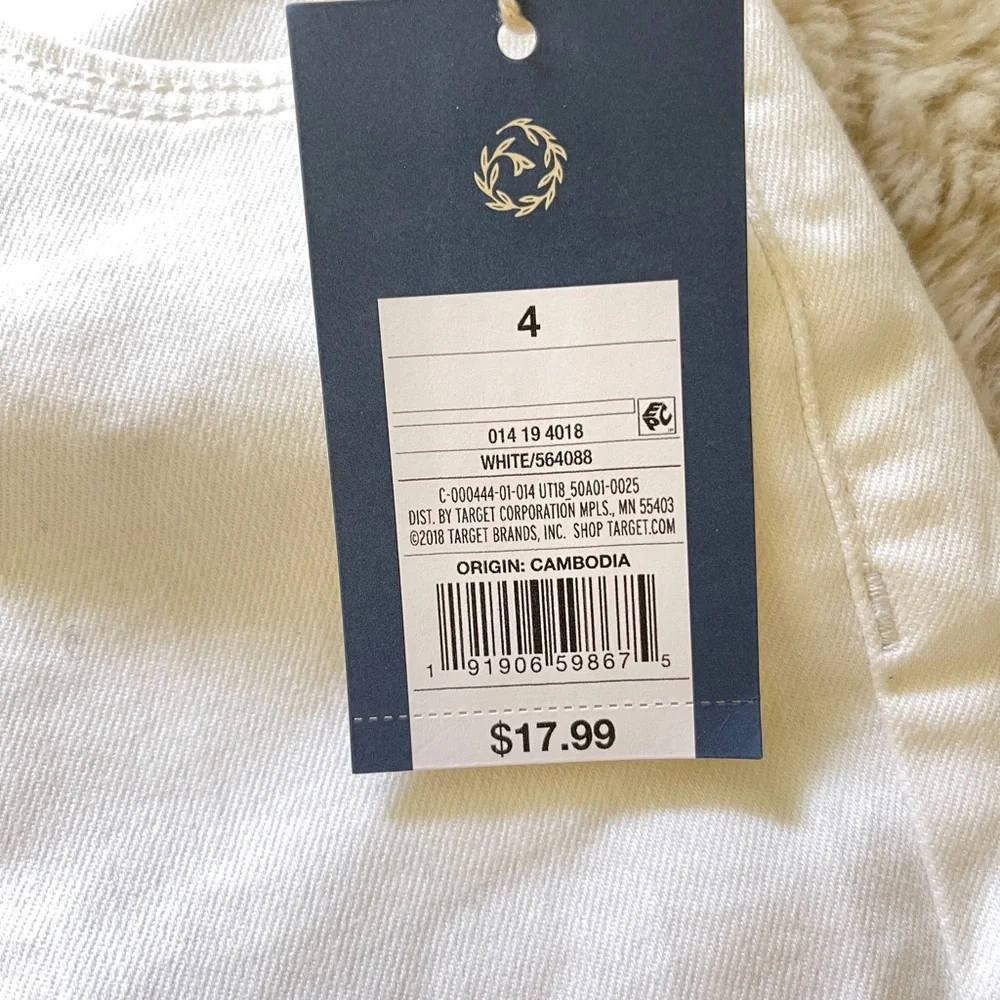 4
EPC
014 19 4018
WHITE/564088
C-000444-01-014 UT18_50A01-0025
DIST. BY TARGET CORPORATION MPLS., MN 55403
©2018 TARGET BRANDS, INC. SHOP TARGET.COM
ORIGIN: CAMBODIA
1 91906 59867 5
$17.99